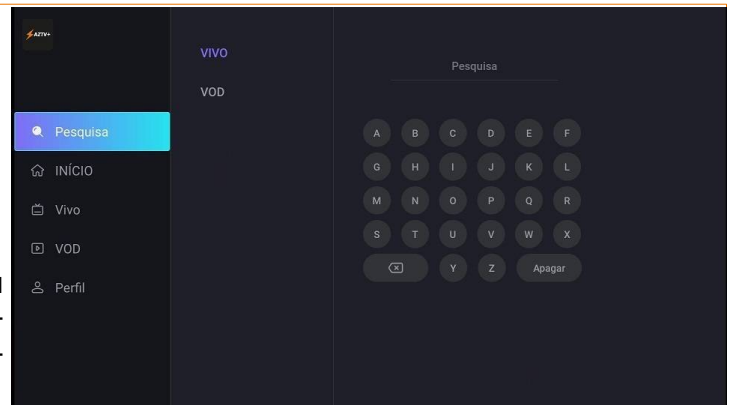 AZTV+
VIVO
VOD
Pesquisa
Pesquisa
INÍCIO
Vivo
VOD
Perfil
A B C D E F
G H I J K L
M N O P Q R
S T U V W X
Y Z Apagar